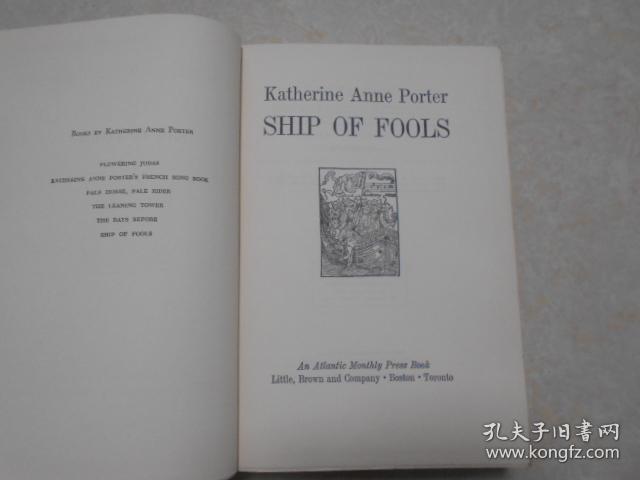 Books by Katherine Anne Porter
FLOWERING JUDAS
KATHERINE ANNE PORTER'S FRENCH SONG BOOK
PALE HORSE, PALE RIDER
THE LEANING TOWER
THE DAYS BEFORE
SHIP OF FOOLS
Katherine Anne Porter
SHIP OF FOOLS
An Atlantic Monthly Press Book
Little, Brown and Company • Boston • Toronto
孔夫子旧书网
www.kongfz.com